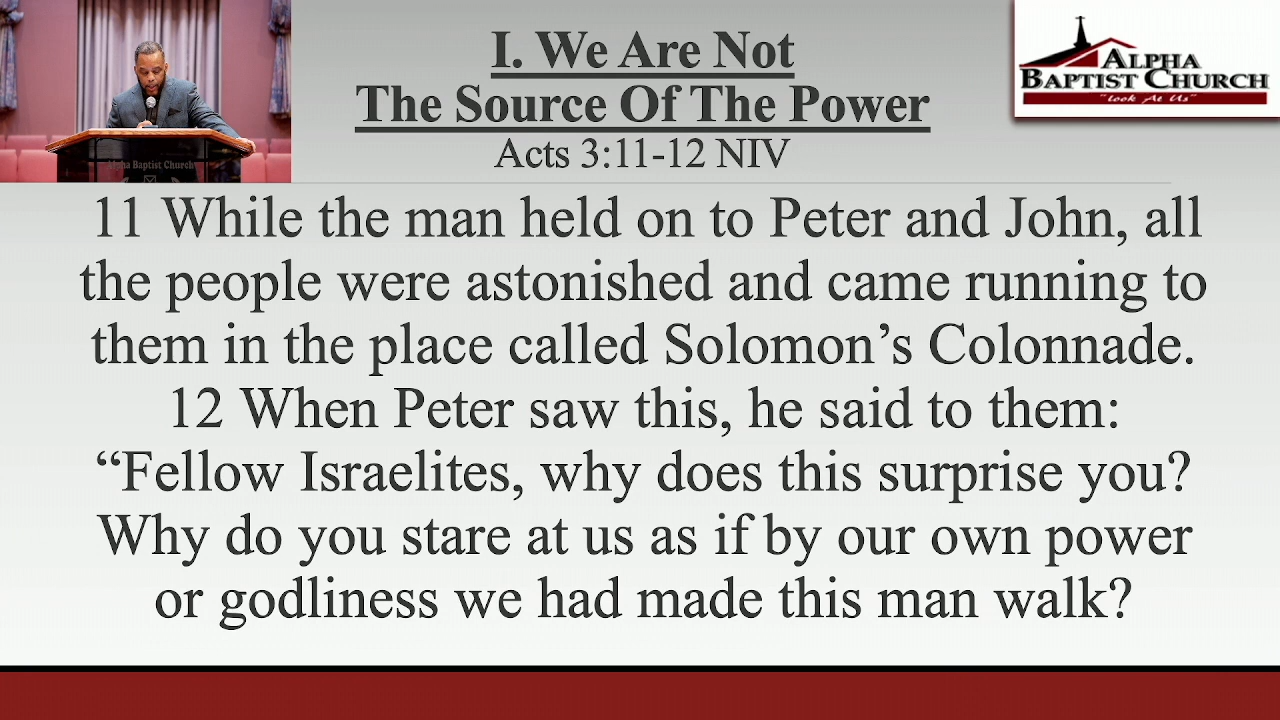 I. We Are Not
The Source Of The Power
Acts 3:11-12 NIV
ALPHA
BAPTIST CHURCH
"Look At Us"
Alpha Baptist Church
11 While the man held on to Peter and John, all
the people were astonished and came running to
them in the place called Solomon’s Colonnade.
12 When Peter saw this, he said to them:
“Fellow Israelites, why does this surprise you?
Why do you stare at us as if by our own power
or godliness we had made this man walk?